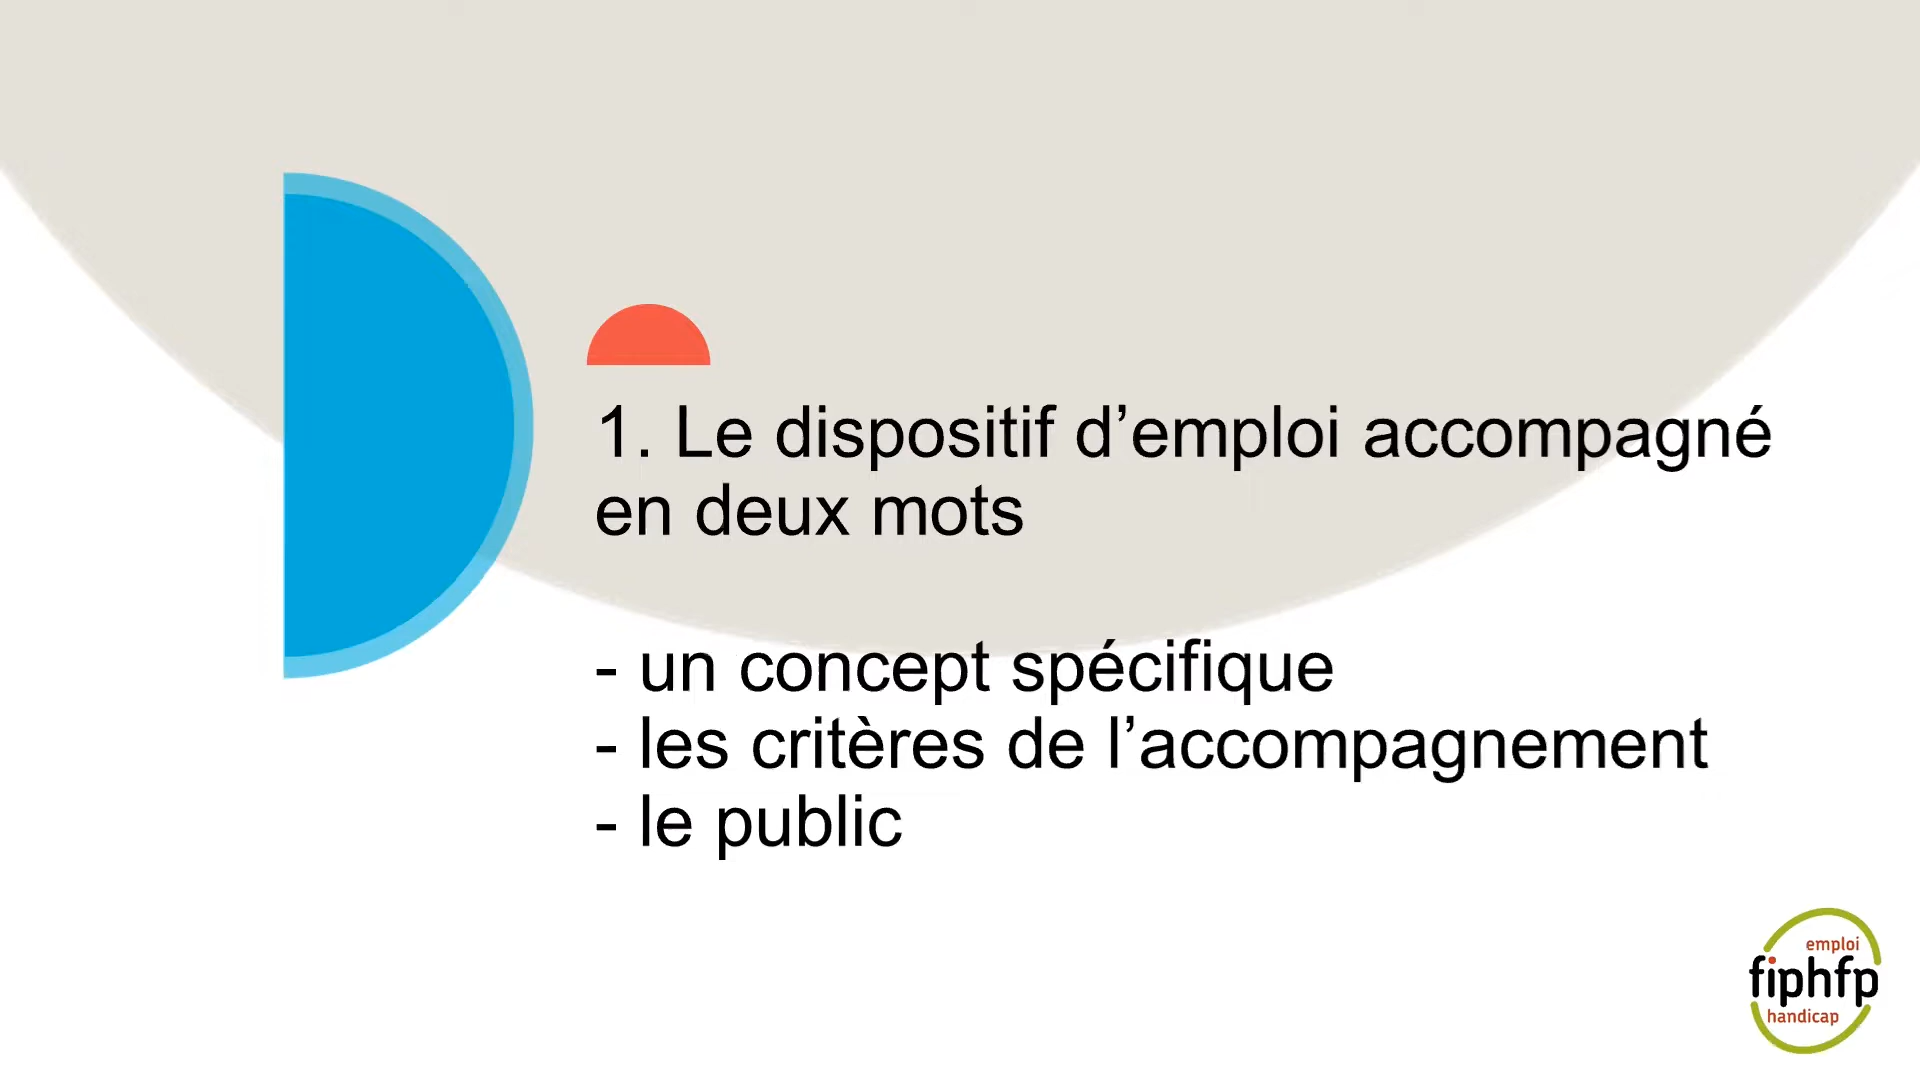 1. Le dispositif d’emploi accompagné
en deux mots
- un concept spécifique
- les critères de l’accompagnement
- le public
emploi
fiphfp
handicap